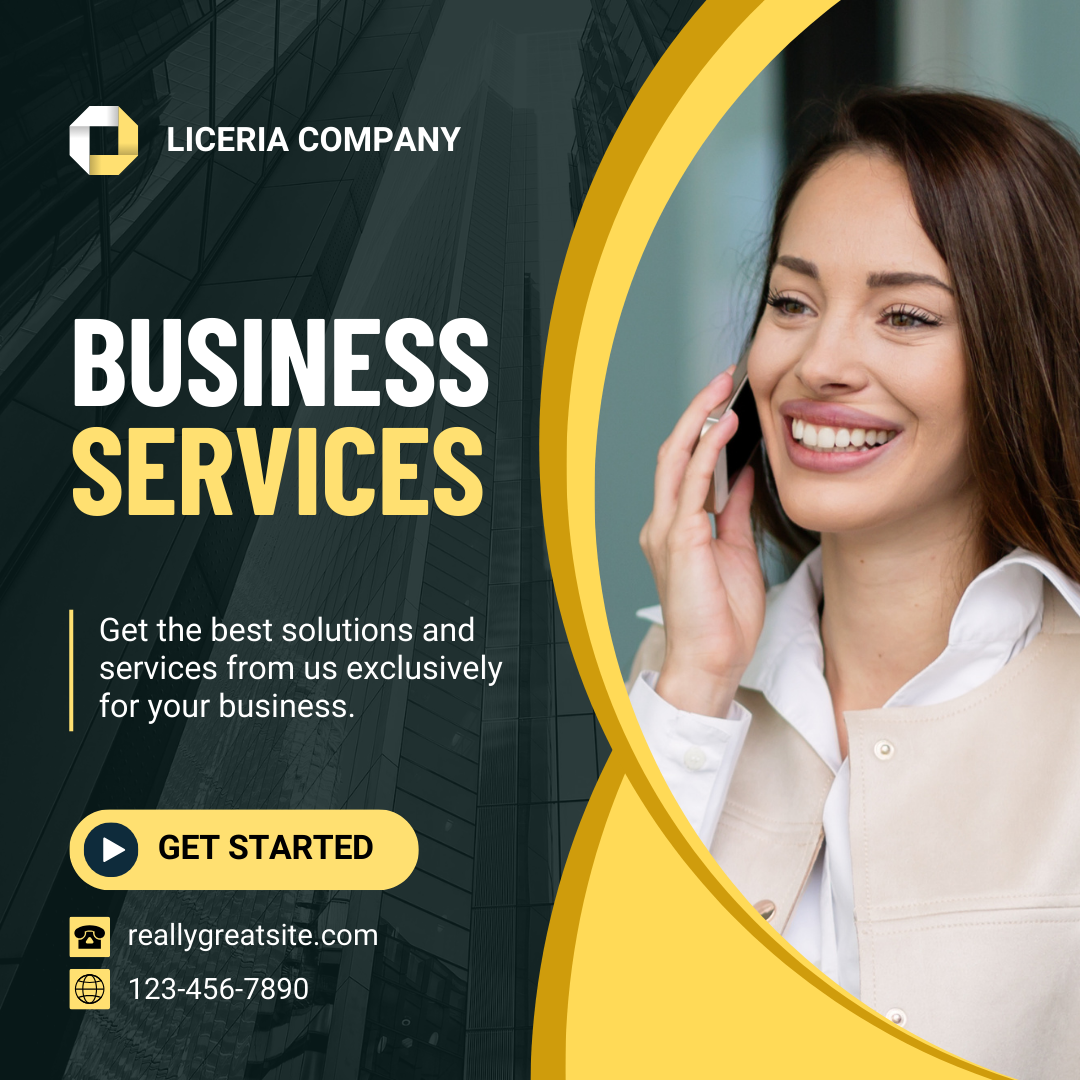 LICERIA COMPANY
BUSINESS
SERVICES
Get the best solutions and
services from us exclusively
for your business.
GET STARTED
reallygreatsite.com
123-456-7890